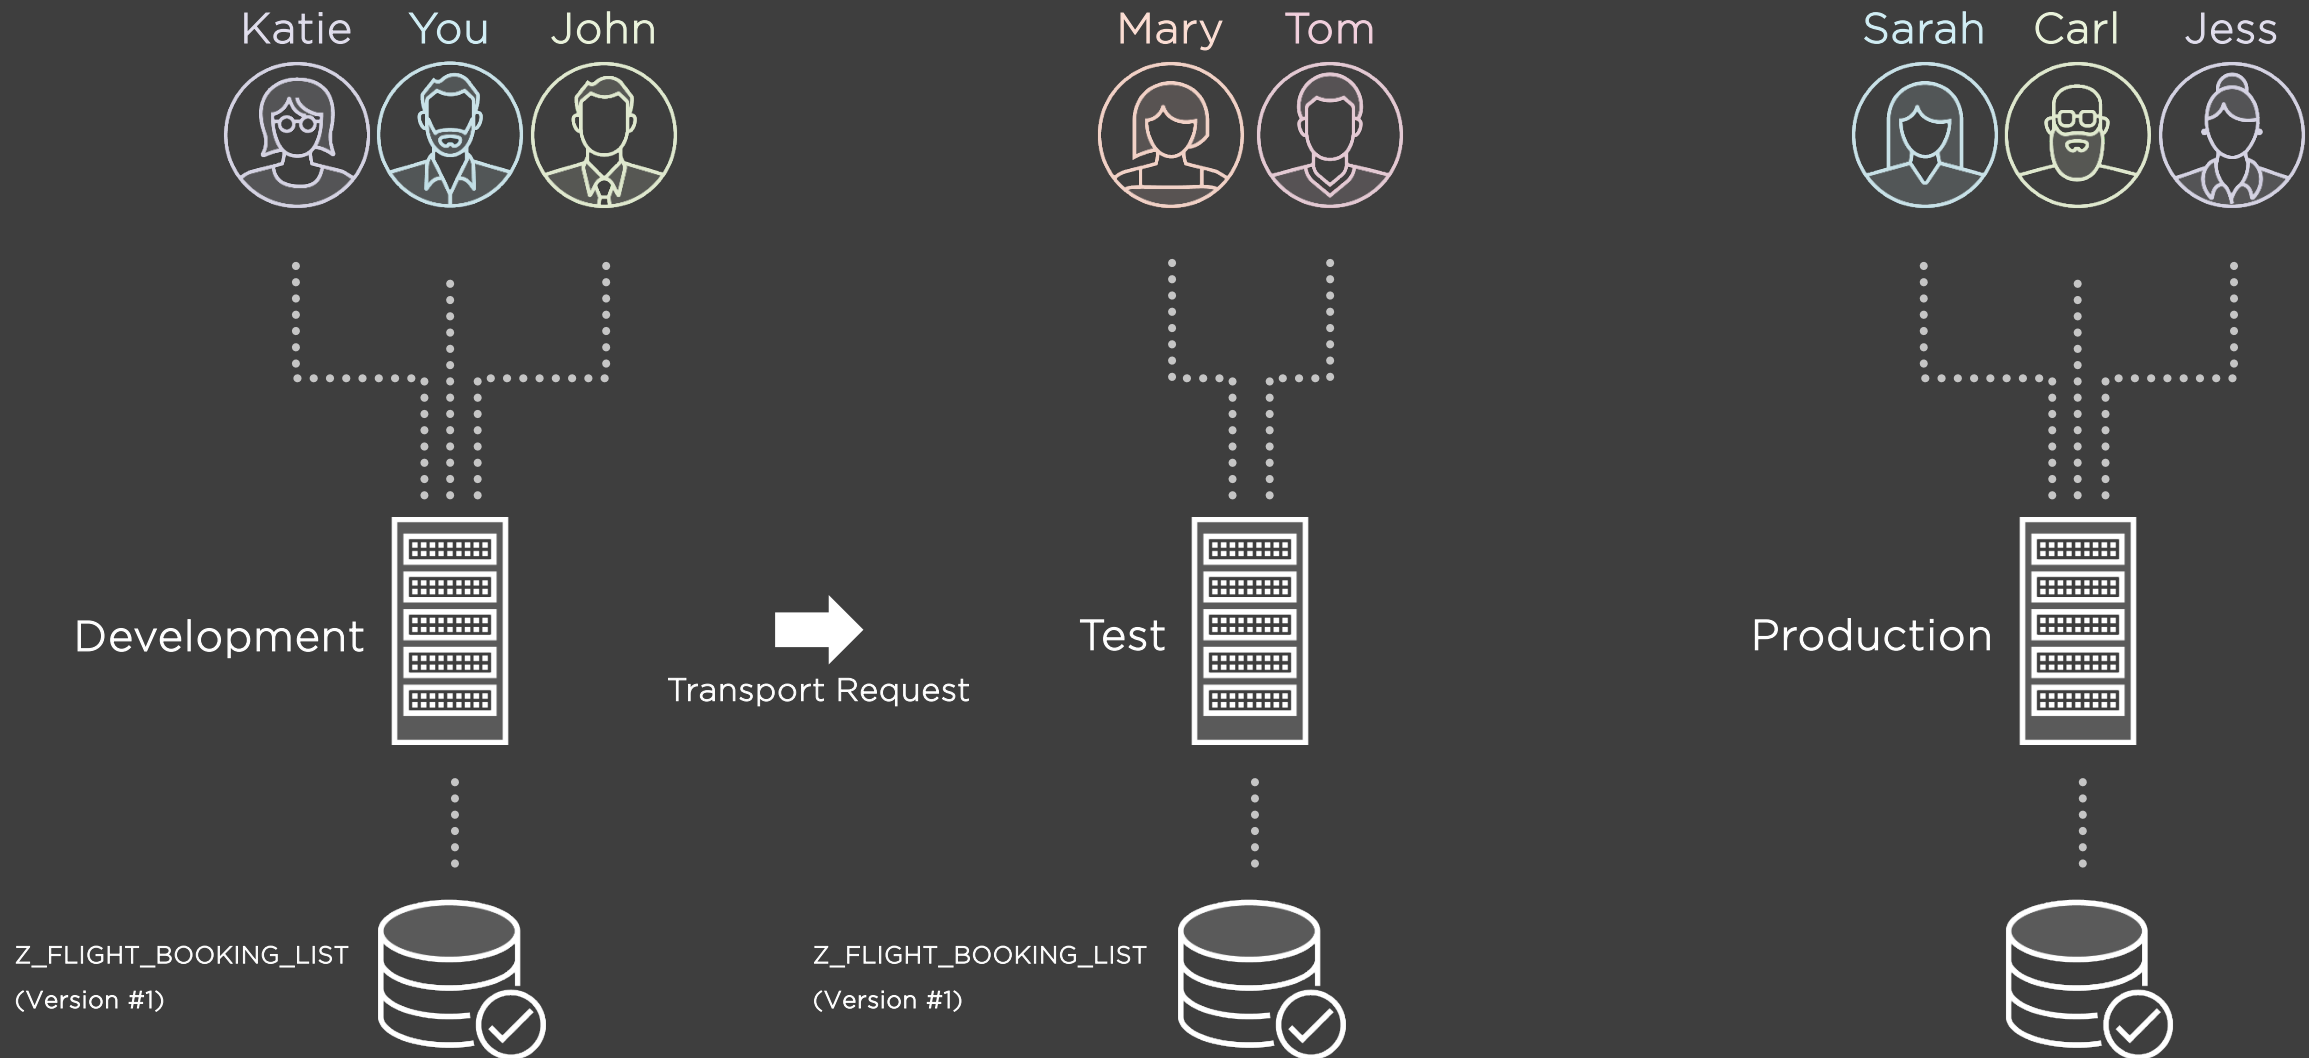 Katie You John
Mary Tom
Sarah Carl Jess
Development
Transport Request
Test
Production
Z_FLIGHT_BOOKING_LIST
(Version #1)
Z_FLIGHT_BOOKING_LIST
(Version #1)